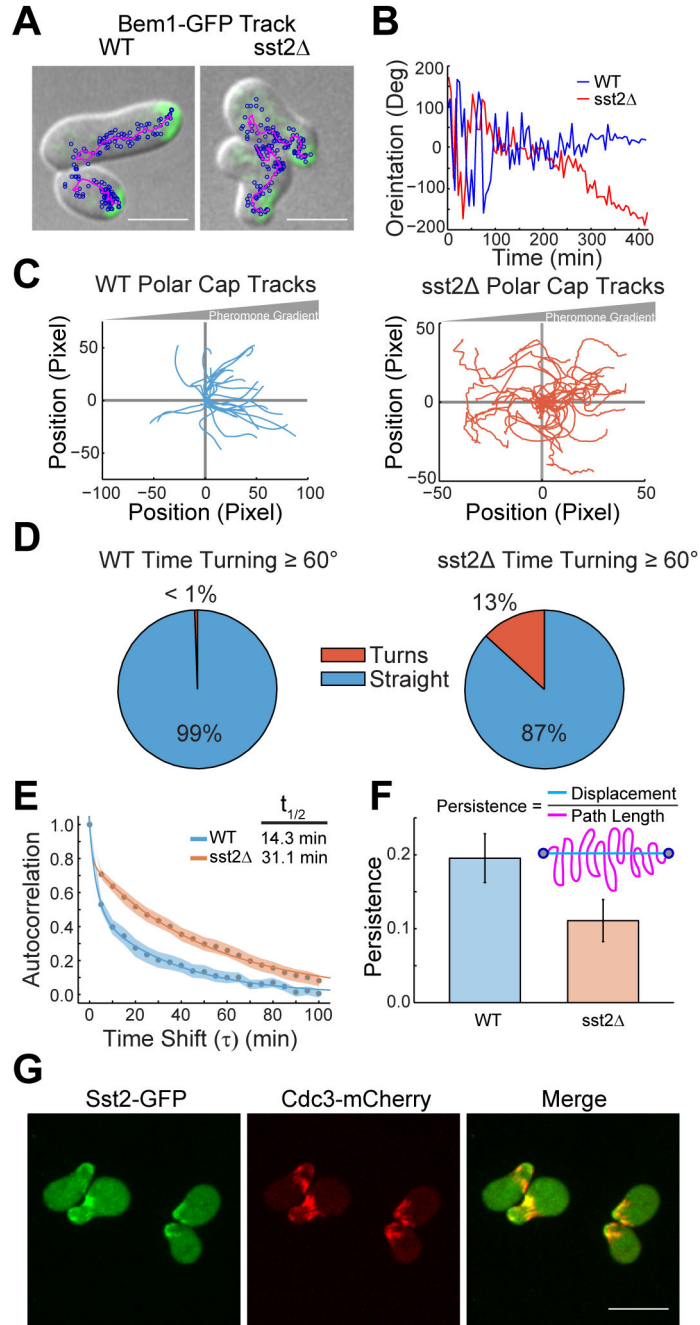 A
Bem1-GFP Track
WT
sst2Δ
B
Oreintation (Deg)
200
100
0
−100
−200
WT
sst2Δ
0
100
200
300
400
Time (min)
C
WT Polar Cap Tracks
Pheromone Gradient
Position (Pixel)
50
0
−50
−100
−50
0
50
100
Position (Pixel)
sst2Δ Polar Cap Tracks
Pheromone Gradient
Position (Pixel)
50
0
−50
−50
0
50
Position (Pixel)
D
WT Time Turning ≥ 60°
< 1%
99%
Turns
Straight
sst2Δ Time Turning ≥ 60°
13%
87%
E
Autocorrelation
1.0
0.8
0.6
0.4
0.2
0.0
t1/2
WT 14.3 min
sst2Δ 31.1 min
0
20
40
60
80
100
Time Shift (τ) (min)
F
Persistence = Displacement
Path Length
Persistence
0.2
0.1
0.0
WT
sst2Δ
G
Sst2-GFP
Cdc3-mCherry
Merge